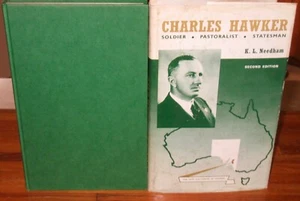 CHARLES HAWKER
SOLDIER • PASTORALIST • STATESMAN
K. L. Needham
SECOND EDITION